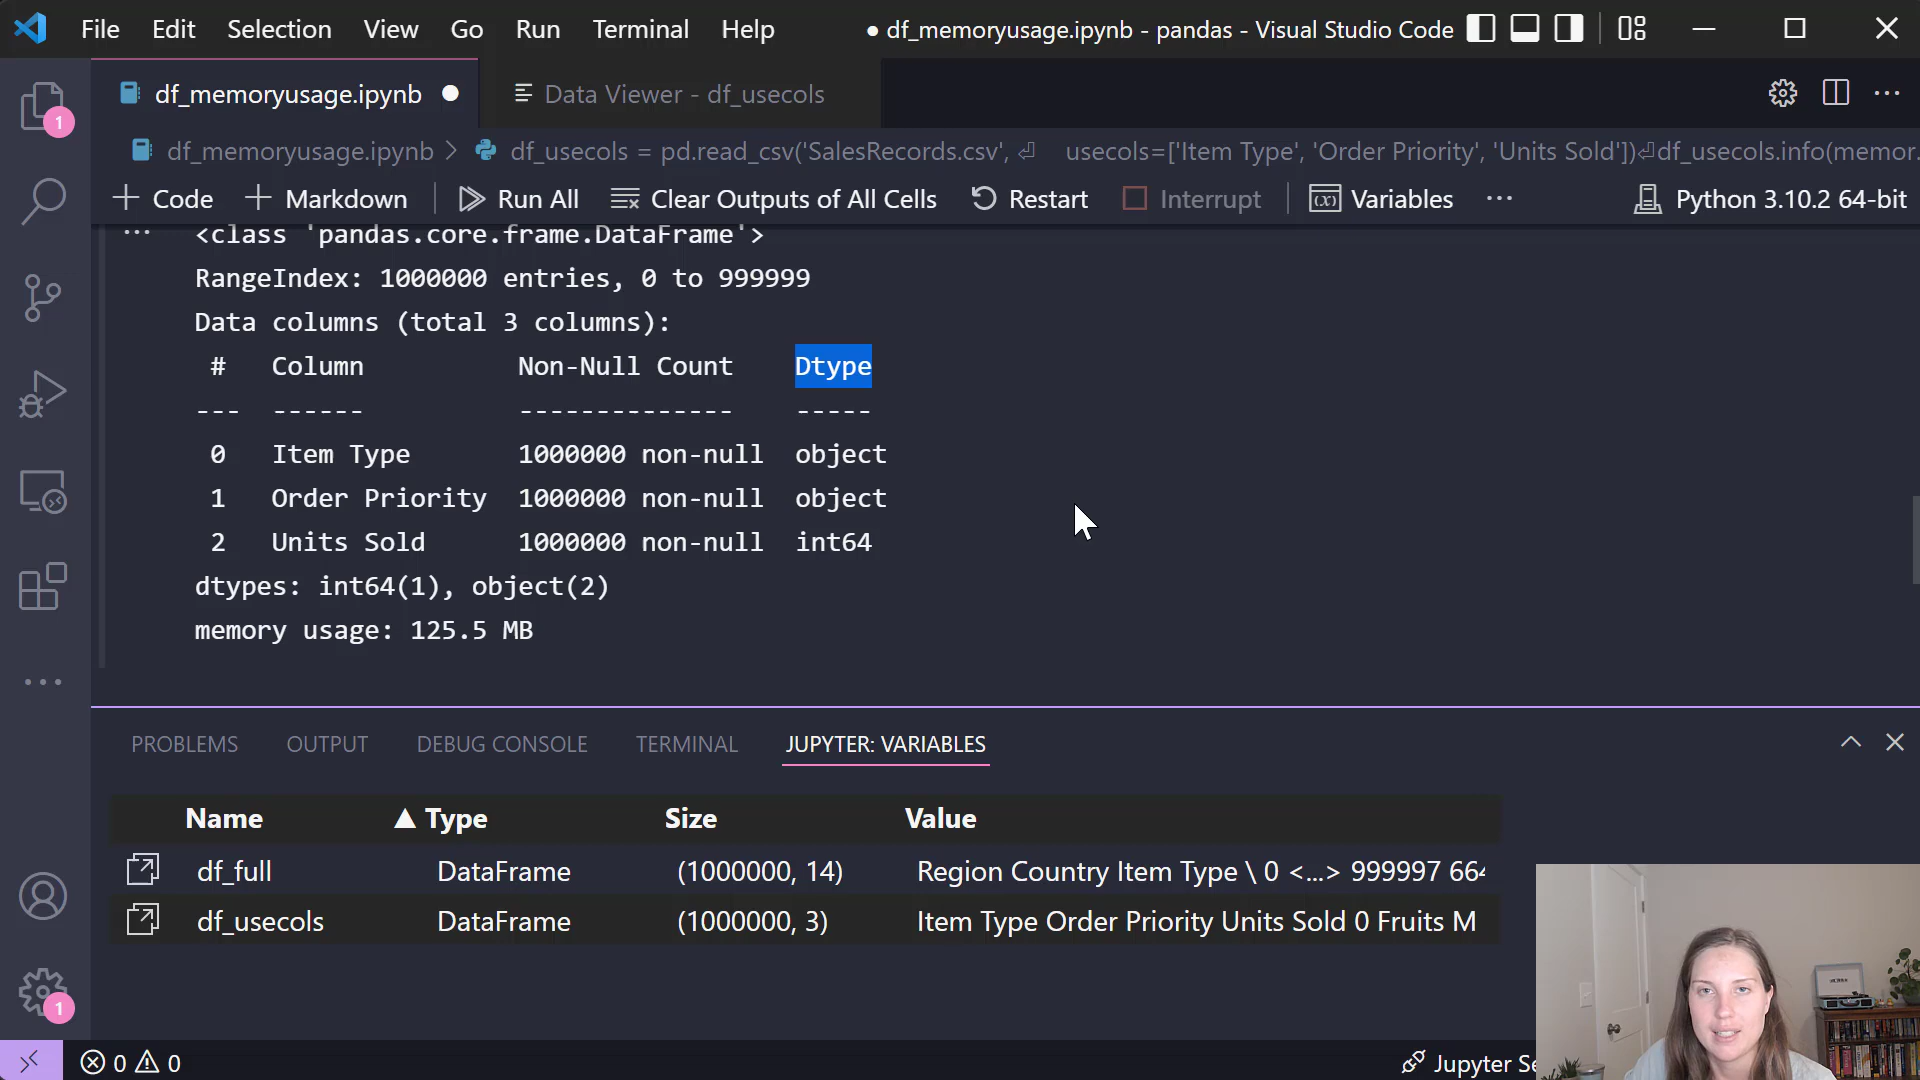 File Edit Selection View Go Run Terminal Help ● df_memoryusage.ipynb - pandas - Visual Studio Code
df_memoryusage.ipynb ● Data Viewer - df_usecols
1
df_memoryusage.ipynb > df_usecols = pd.read_csv('SalesRecords.csv', ⏎ usecols=['Item Type', 'Order Priority', 'Units Sold'])⏎df_usecols.info(memor...
+ Code + Markdown Run All Clear Outputs of All Cells Restart Interrupt Variables ··· Python 3.10.2 64-bit
··· <class 'pandas.core.frame.DataFrame'>
RangeIndex: 1000000 entries, 0 to 999999
Data columns (total 3 columns):
# Column Non-Null Count Dtype
--- ------ -------------- -----
0 Item Type 1000000 non-null object
1 Order Priority 1000000 non-null object
2 Units Sold 1000000 non-null int64
dtypes: int64(1), object(2)
memory usage: 125.5 MB
PROBLEMS OUTPUT DEBUG CONSOLE TERMINAL JUPYTER: VARIABLES
Name ▲ Type Size Value
df_full DataFrame (1000000, 14) Region Country Item Type \ 0 <...> 999997 664
df_usecols DataFrame (1000000, 3) Item Type Order Priority Units Sold 0 Fruits M
1
0 0 Jupyter Se